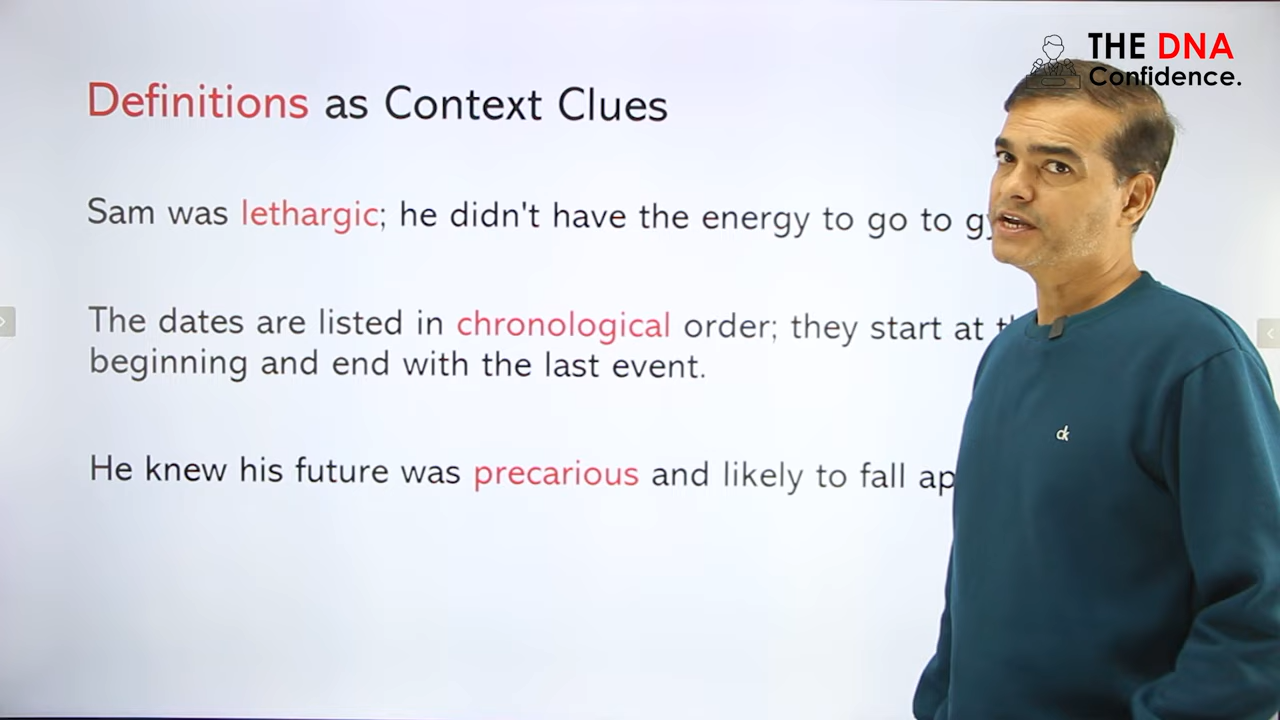 THE DNA
Confidence.
Definitions as Context Clues
Sam was lethargic; he didn't have the energy to go to
The dates are listed in chronological order; they start at
beginning and end with the last event.
He knew his future was precarious and likely to fall
dk